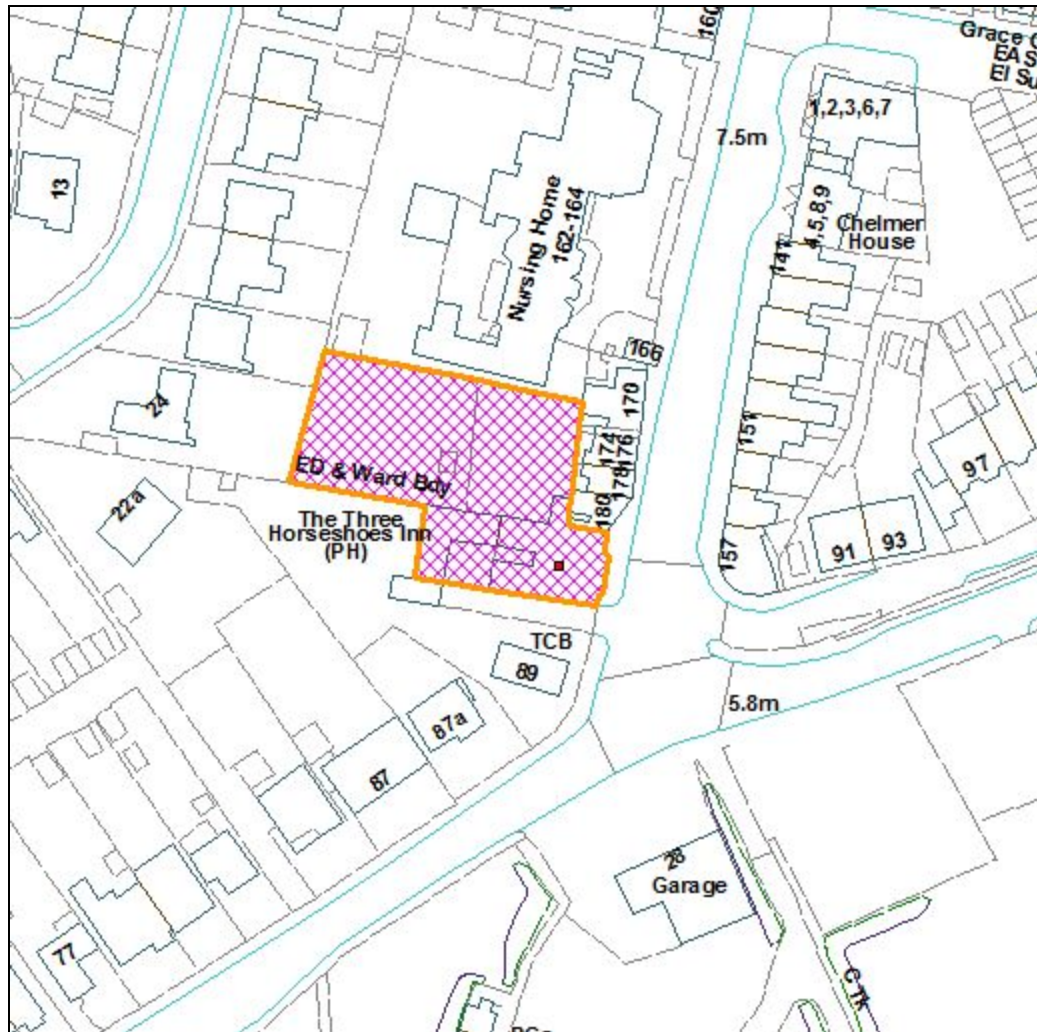 160
Grace C
EA S
El Su
1,2,3,6,7
7.5m
13
Nursing Home
162-164
4,5,8,9
Chelmer
House
141
166
170
24
174
176
151
178
ED & Ward Bdy
97
22a
The Three
Horseshoes Inn
(PH)
180
157
91
93
TCB
89
5.8m
87a
87
28
Garage
77
C Tk